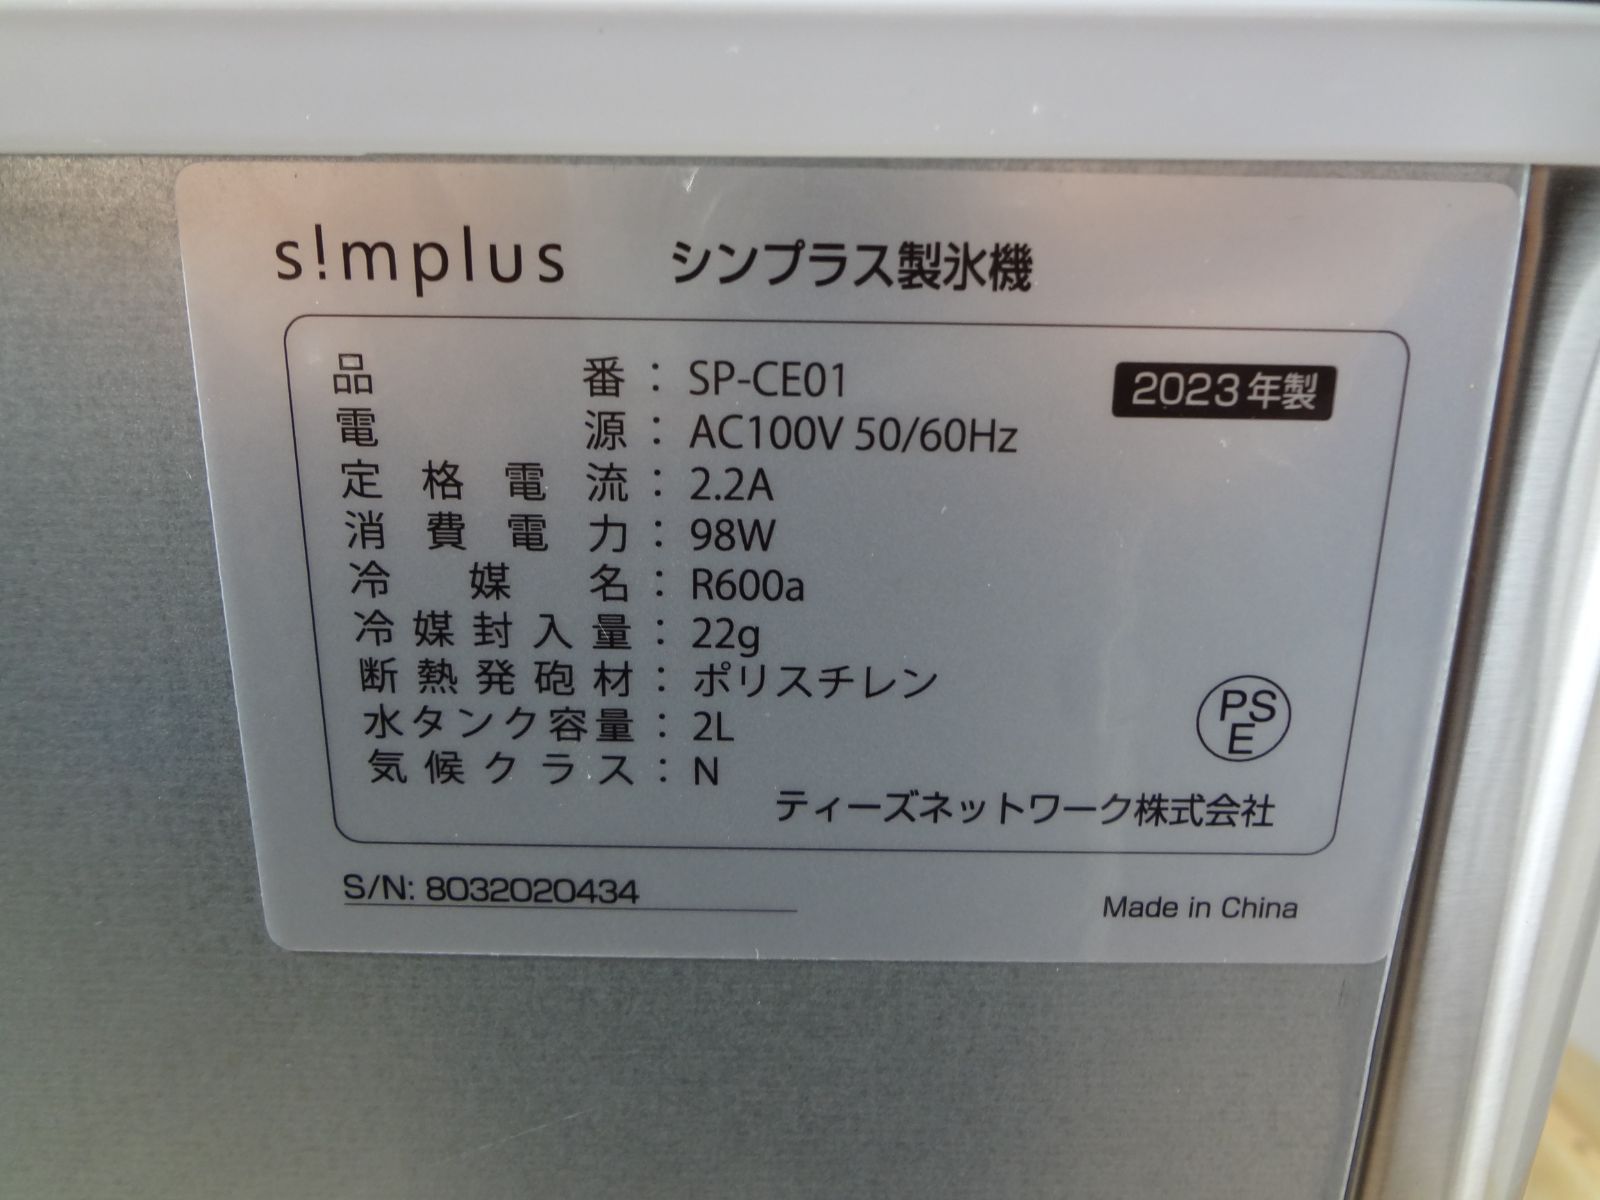 s!mplus シンプラス製氷機
品番：SP-CE01 2023年製
電源：AC100V 50/60Hz
定格電流：2.2A
消費電力：98W
冷媒名：R600a
冷媒封入量：22g
断熱発砲材：ポリスチレン
水タンク容量：2L
気候クラス：N
PS
E
ティーズネットワーク株式会社
S/N: 8032020434
Made in China